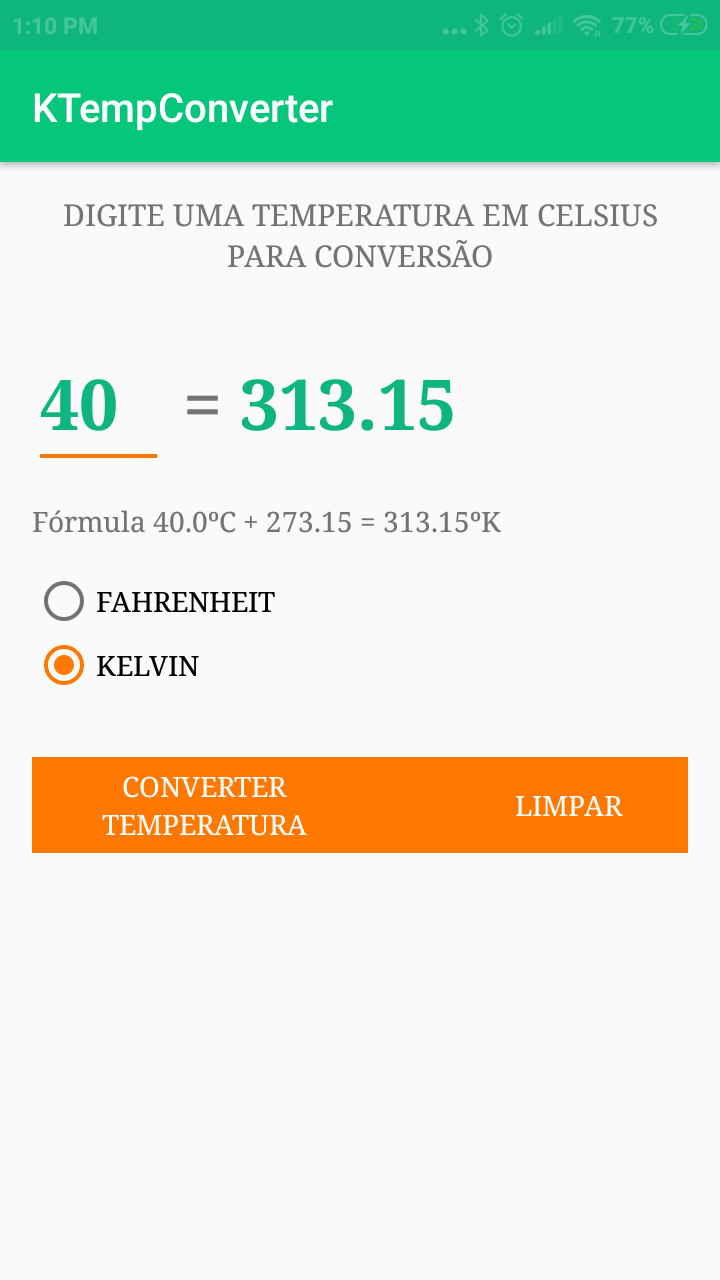 1:10 PM 77%
KTempConverter
DIGITE UMA TEMPERATURA EM CELSIUS
PARA CONVERSÃO
40 = 313.15
Fórmula 40.0ºC + 273.15 = 313.15ºK
FAHRENHEIT
KELVIN
CONVERTER
TEMPERATURA
LIMPAR